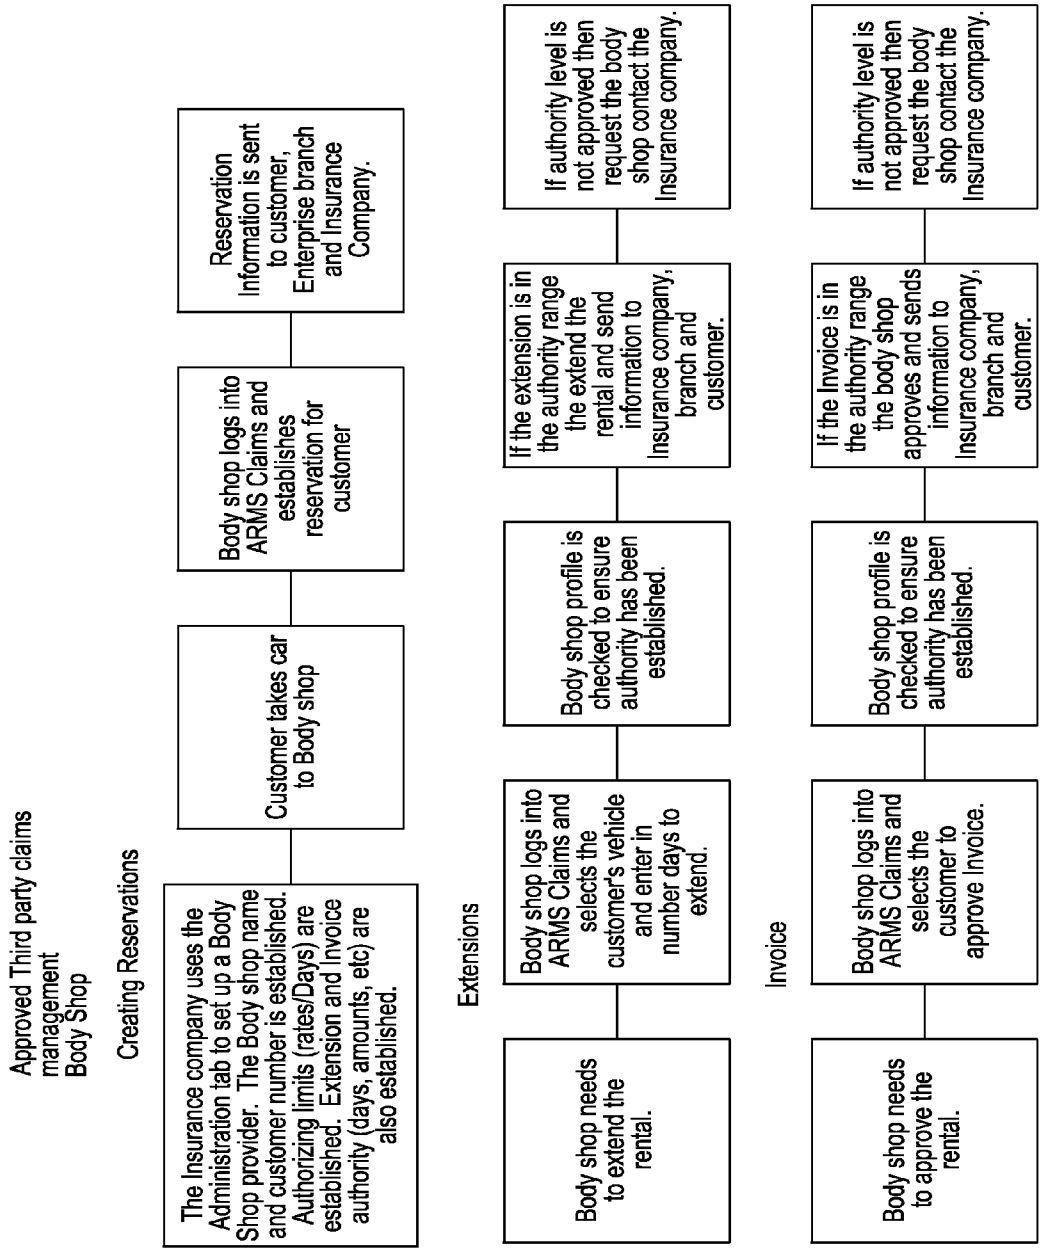 Approved Third party claims
management
Body Shop
Creating Reservations
The Insurance company uses the
Administration tab to set up a Body
Shop provider. The Body shop name
and customer number is established.
Authorizing limits (rates/Days) are
established. Extension and Invoice
authority (days, amounts, etc) are
also established.
Customer takes car
to Body shop
Body shop logs into
ARMS Claims and
establishes
reservation for
customer
Reservation
Information is sent
to customer,
Enterprise branch
and Insurance
Company.
Extensions
Body shop needs
to extend the
rental.
Body shop logs into
ARMS Claims and
selects the
customer's vehicle
and enter in
number days to
extend.
Body shop profile is
checked to ensure
authority has been
established.
If the extension is in
the authority range
the extend the
rental and send
information to
Insurance company,
branch and
customer.
If authority level is
not approved then
request the body
shop contact the
Insurance company.
Invoice
Body shop needs
to approve the
rental.
Body shop logs into
ARMS Claims and
selects the
customer to
approve Invoice.
Body shop profile is
checked to ensure
authority has been
established.
If the Invoice is in
the authority range
the body shop
approves and sends
information to
Insurance company,
branch and
customer.
If authority level is
not approved then
request the body
shop contact the
Insurance company.